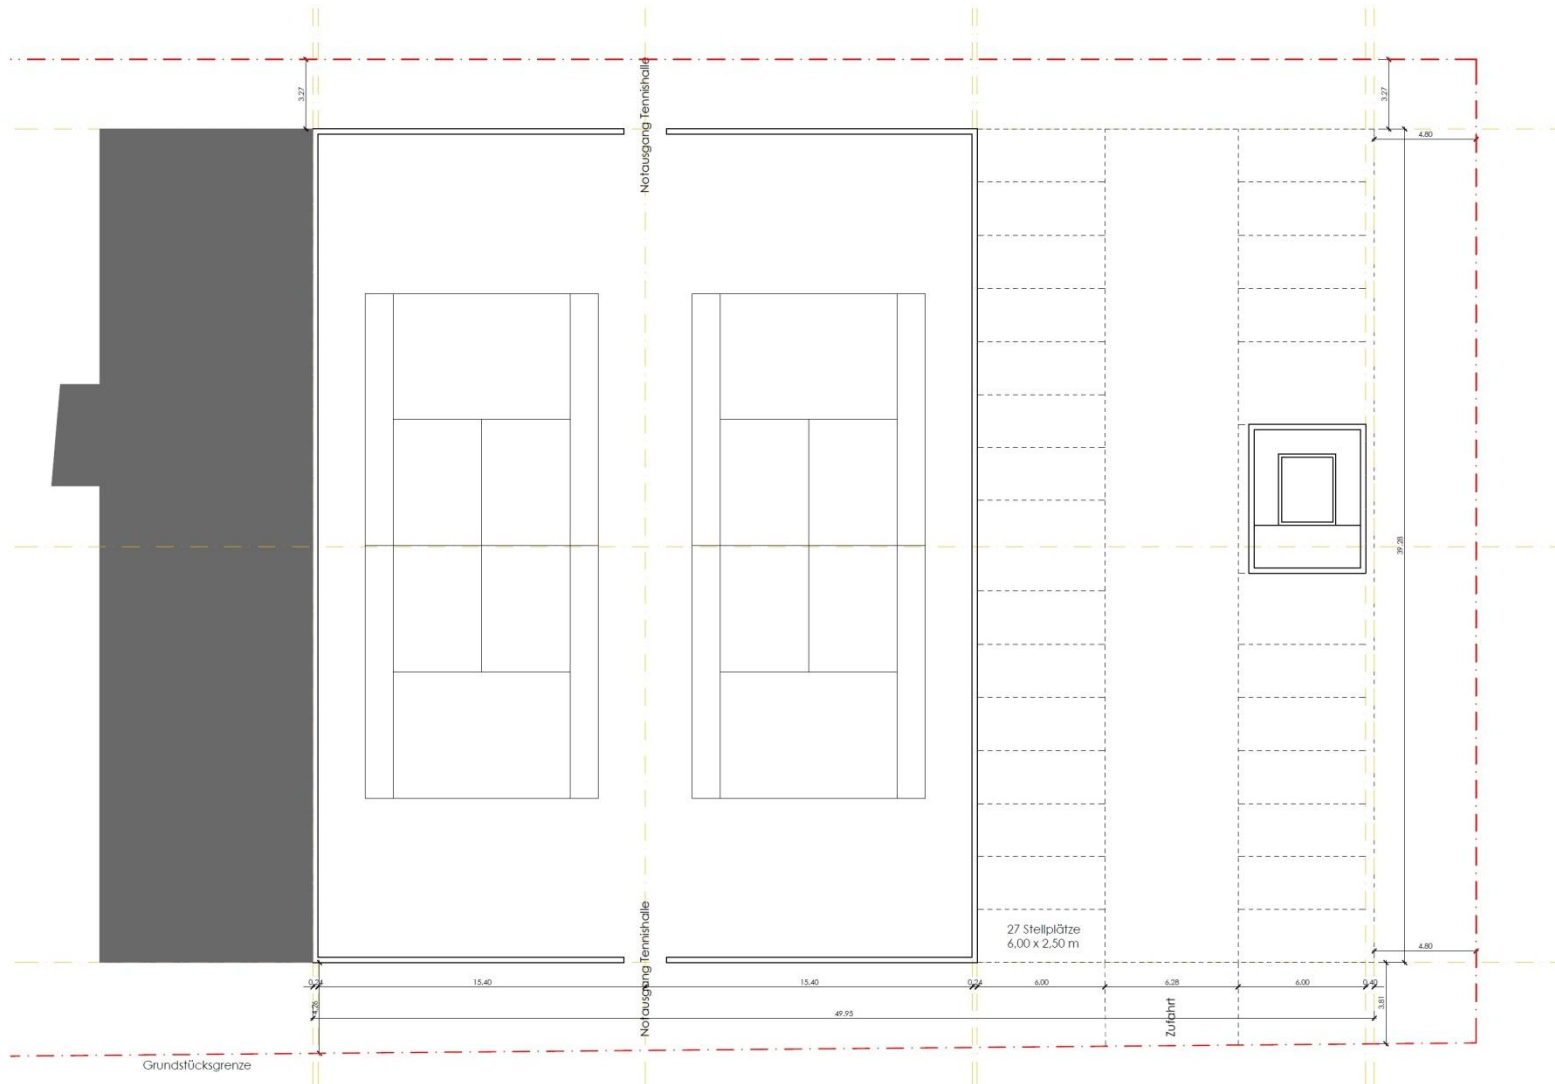 Notausgang Tennishalle
3.27
3.27
4.80
39.28
27 Stellplätze
6,00 x 2,50 m
4.80
0.24
15.40
15.40
0.24
6.00
6.28
6.00
0.40
4.26
49.95
3.81
Notausgang Tennishalle
Zufahrt
Grundstücksgrenze